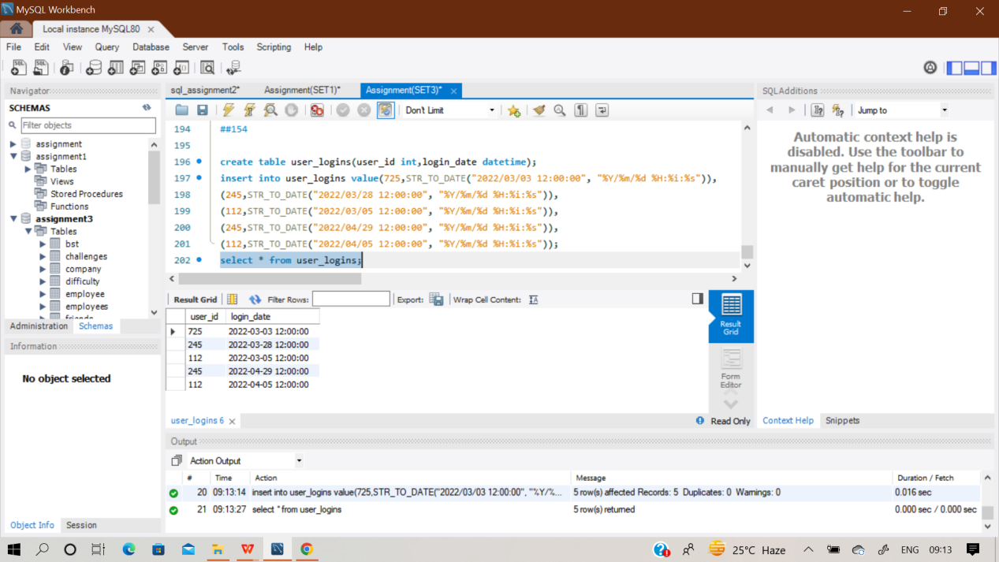 MySQL Workbench
Local instance MySQL80
File Edit View Query Database Server Tools Scripting Help
Navigator
SCHEMAS
Filter objects
assignment
assignment1
Tables
Views
Stored Procedures
Functions
assignment3
Tables
bst
challenges
company
difficulty
employee
employees
Administration Schemas
Information
No object selected
Object Info Session
sql_assignment2* Assignment(SET1)* Assignment(SET3)*
Don't Limit
194 ##154
195
196 create table user_logins(user_id int,login_date datetime);
197 insert into user_logins value(725,STR_TO_DATE("2022/03/03 12:00:00", "%Y/%m/%d %H:%i:%s")),
198 (245,STR_TO_DATE("2022/03/28 12:00:00", "%Y/%m/%d %H:%i:%s")),
199 (112,STR_TO_DATE("2022/03/05 12:00:00", "%Y/%m/%d %H:%i:%s")),
200 (245,STR_TO_DATE("2022/04/29 12:00:00", "%Y/%m/%d %H:%i:%s")),
201 (112,STR_TO_DATE("2022/04/05 12:00:00", "%Y/%m/%d %H:%i:%s"));
202 select * from user_logins;
Result Grid Filter Rows: Export: Wrap Cell Content:
user_id login_date
725 2022-03-03 12:00:00
245 2022-03-28 12:00:00
112 2022-03-05 12:00:00
245 2022-04-29 12:00:00
112 2022-04-05 12:00:00
Result
Grid
Form
Editor
user_logins 6 Read Only
SQLAdditions
Jump to
Automatic context help is
disabled. Use the toolbar to
manually get help for the current
caret position or to toggle
automatic help.
Context Help Snippets
Output
Action Output
# Time Action Message Duration / Fetch
20 09:13:14 insert into user_logins value(725,STR_TO_DATE("2022/03/03 12:00:00", "%Y/%... 5 row(s) affected Records: 5 Duplicates: 0 Warnings: 0 0.016 sec
21 09:13:27 select * from user_logins 5 row(s) returned 0.000 sec / 0.000 sec
25°C Haze ENG 09:13